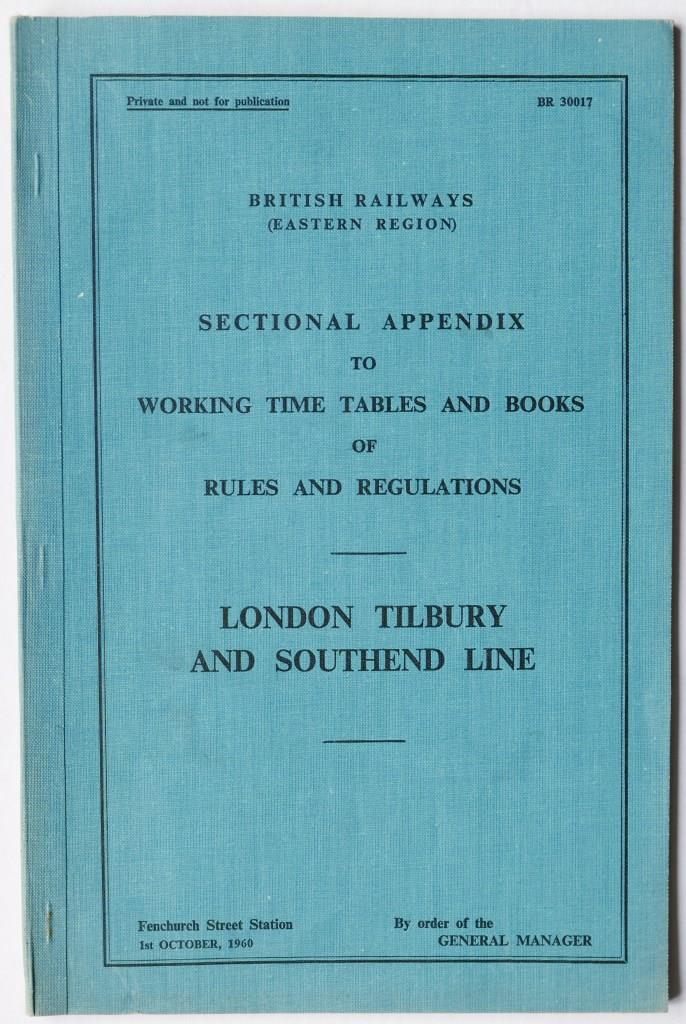 Private and not for publication
BR 30017
BRITISH RAILWAYS
(EASTERN REGION)
SECTIONAL APPENDIX
TO
WORKING TIME TABLES AND BOOKS
OF
RULES AND REGULATIONS
LONDON TILBURY
AND SOUTHEND LINE
Fenchurch Street Station
1st OCTOBER, 1960
By order of the
GENERAL MANAGER